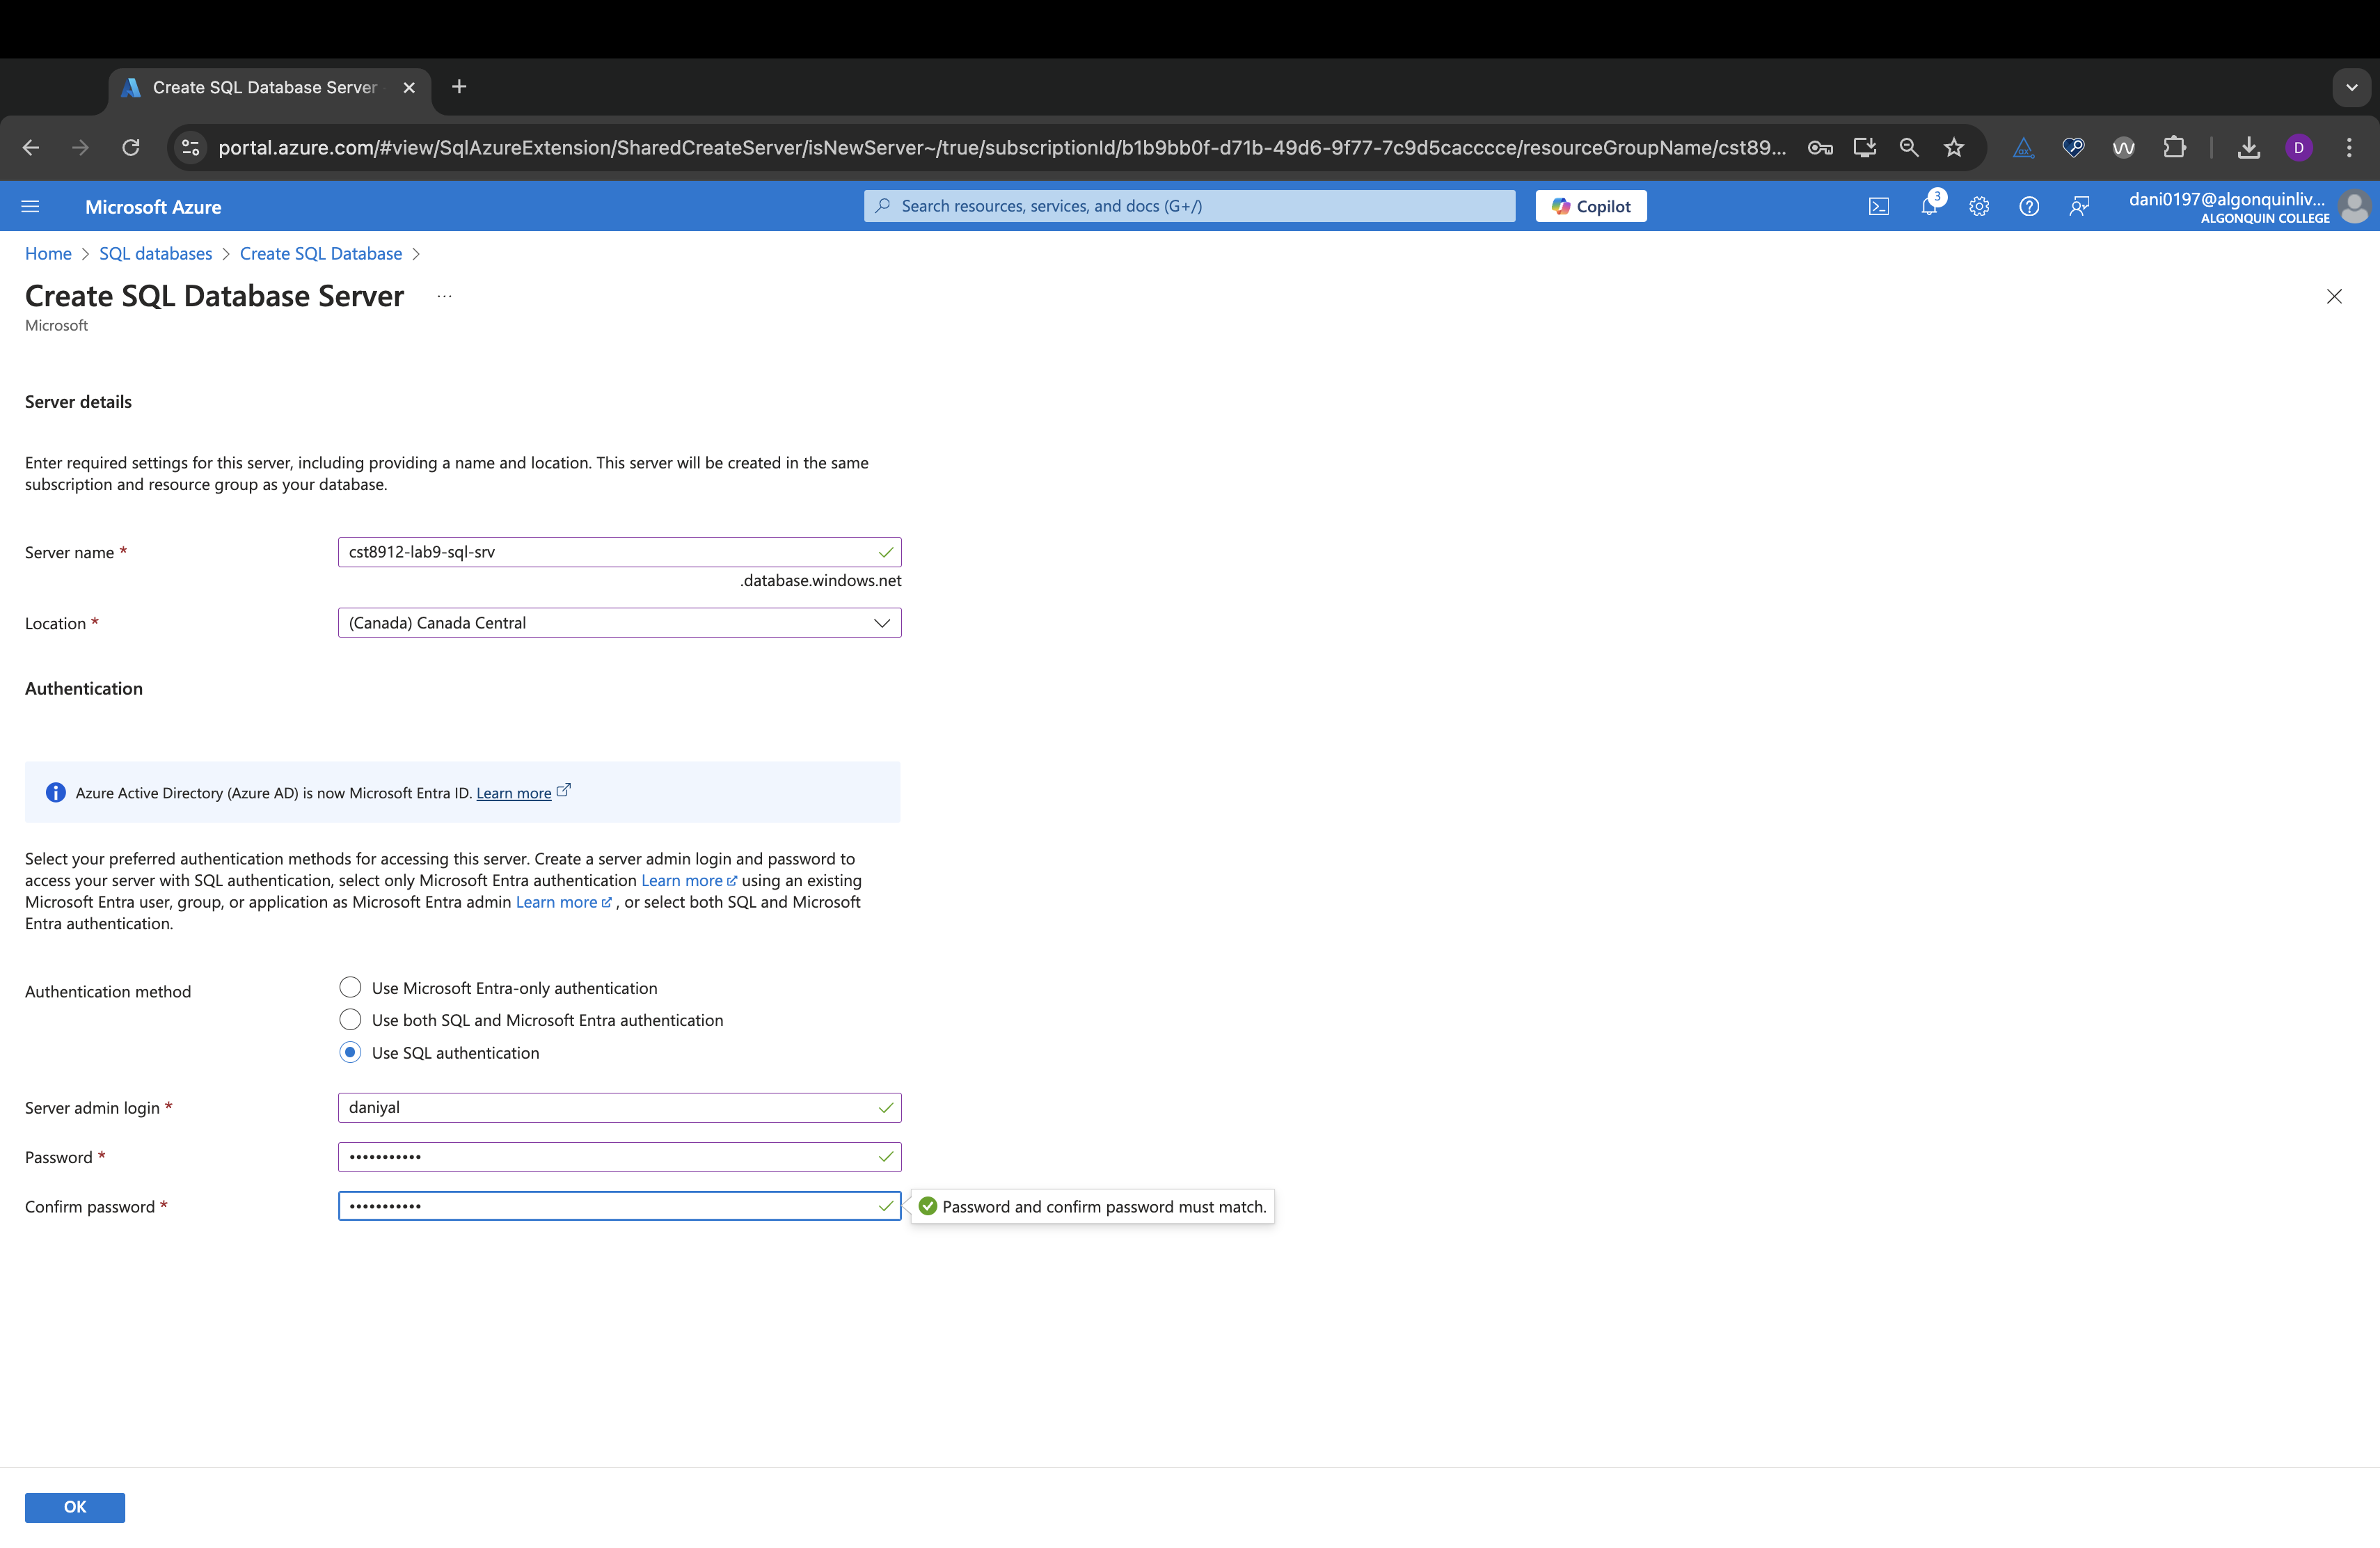 Create SQL Database Server
portal.azure.com/#view/SqlAzureExtension/SharedCreateServer/isNewServer~/true/subscriptionId/b1b9bb0f-d71b-49d6-9f77-7c9d5cacccce/resourceGroupName/cst89...
D
Microsoft Azure
Search resources, services, and docs (G+/)
Copilot
3
dani0197@algonquinliv...
ALGONQUIN COLLEGE
Home > SQL databases > Create SQL Database >
Create SQL Database Server ...
Microsoft
Server details
Enter required settings for this server, including providing a name and location. This server will be created in the same
subscription and resource group as your database.
Server name *
cst8912-lab9-sql-srv
.database.windows.net
Location *
(Canada) Canada Central
Authentication
Azure Active Directory (Azure AD) is now Microsoft Entra ID. Learn more
Select your preferred authentication methods for accessing this server. Create a server admin login and password to
access your server with SQL authentication, select only Microsoft Entra authentication Learn more using an existing
Microsoft Entra user, group, or application as Microsoft Entra admin Learn more , or select both SQL and Microsoft
Entra authentication.
Authentication method
Use Microsoft Entra-only authentication
Use both SQL and Microsoft Entra authentication
Use SQL authentication
Server admin login *
daniyal
Password *
•••••••••••
Confirm password *
•••••••••••
Password and confirm password must match.
OK